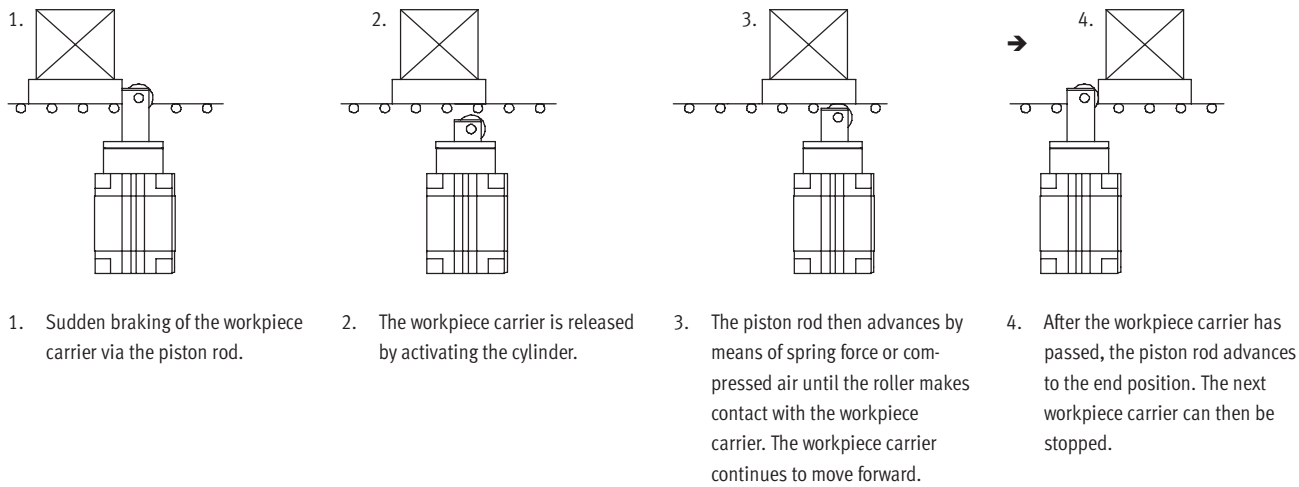 1.
2.
3.
4.
➔
1. Sudden braking of the workpiece
carrier via the piston rod.
2. The workpiece carrier is released
by activating the cylinder.
3. The piston rod then advances by
means of spring force or com-
pressed air until the roller makes
contact with the workpiece
carrier. The workpiece carrier
continues to move forward.
4. After the workpiece carrier has
passed, the piston rod advances
to the end position. The next
workpiece carrier can then be
stopped.